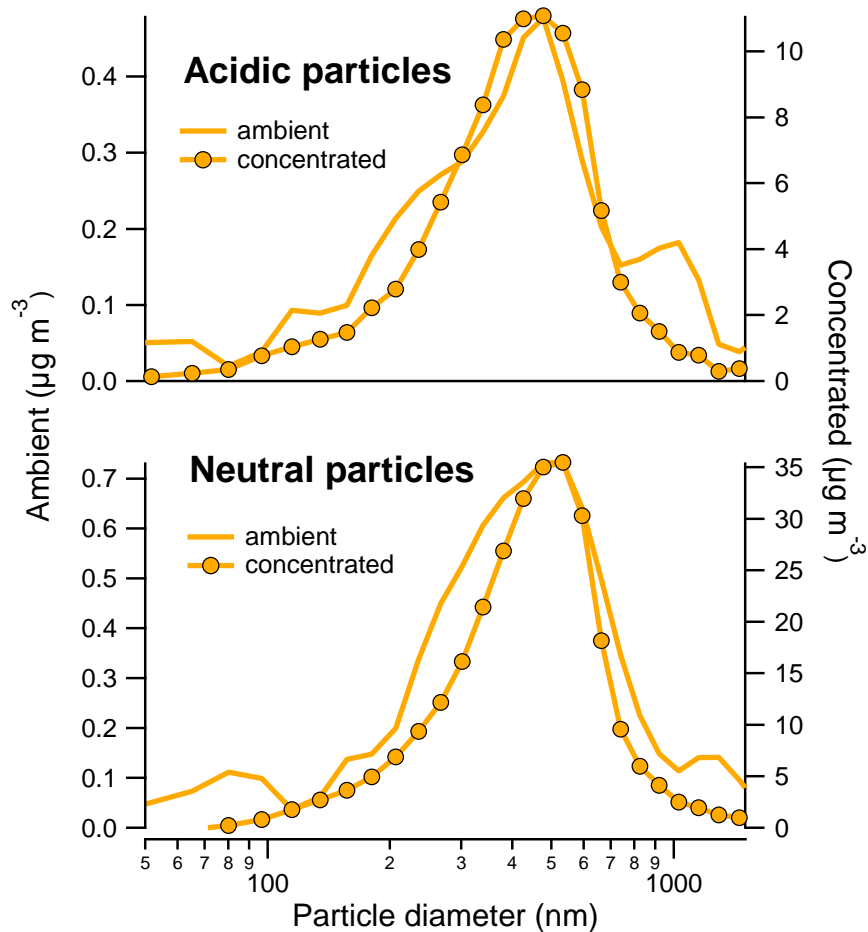 Acidic particles
ambient
concentrated
0.4
0.3
0.2
0.1
0.0
10
8
6
4
2
0
Ambient (µg m-3)
Concentrated (µg m-3)
Neutral particles
ambient
concentrated
0.7
0.6
0.5
0.4
0.3
0.2
0.1
0.0
35
30
25
20
15
10
5
0
5 6 7 8 9 2 3 4 5 6 7 8 9
100 1000
Particle diameter (nm)